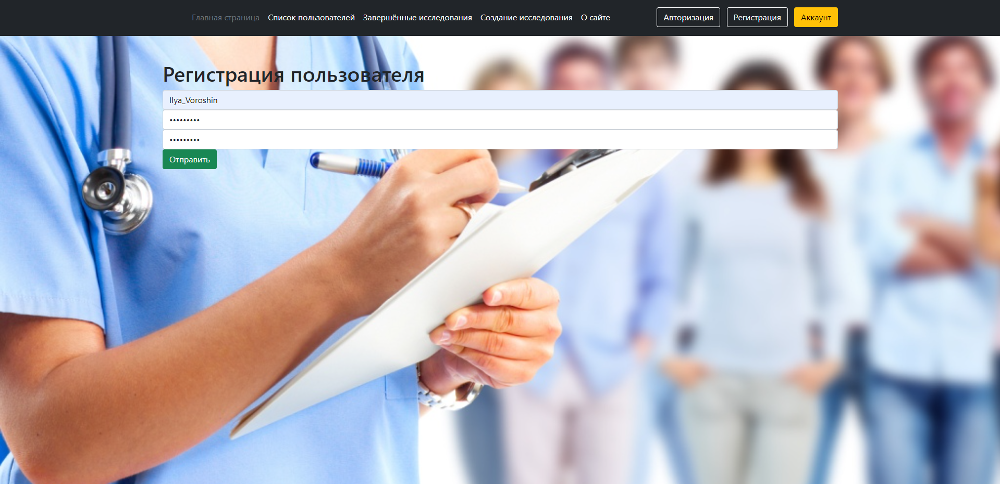 Главная страница Список пользователей Завершённые исследования Создание исследования О сайте Авторизация Регистрация Аккаунт
Регистрация пользователя
Ilya_Voroshin
•••••••••
•••••••••
Отправить